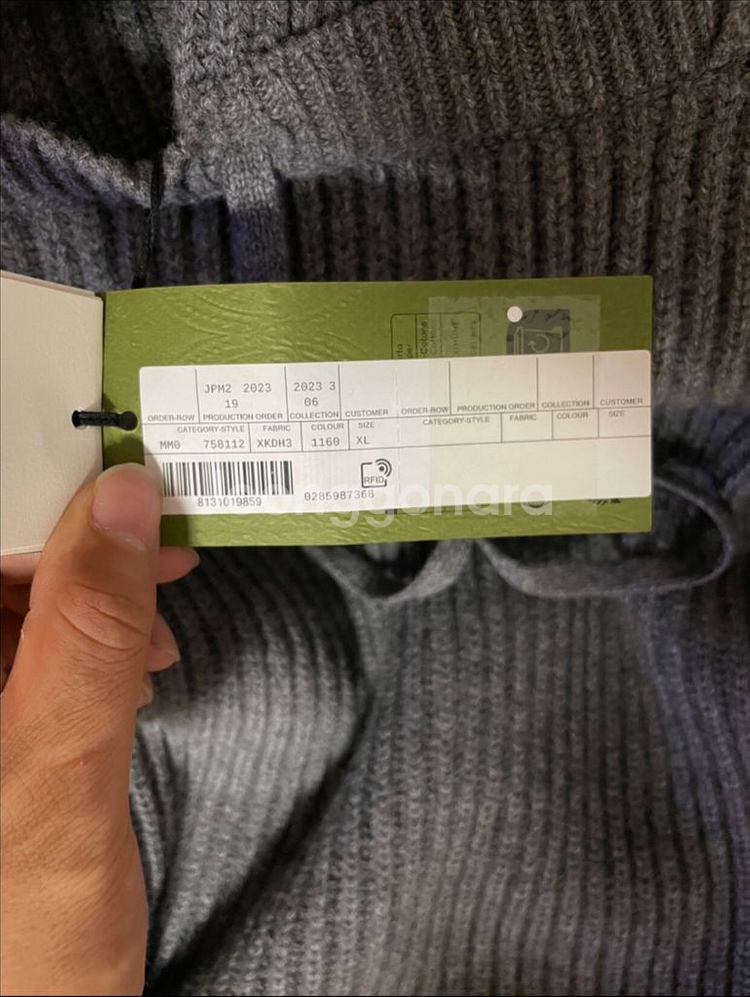 JPM2 2023
19
2023 3
06
ORDER-ROW PRODUCTION ORDER COLLECTION CUSTOMER
CATEGORY-STYLE FABRIC COLOUR SIZE
MM0 758112 XKDH3 1160 XL
8131019859
0285987368
RFID
ORDER-ROW PRODUCTION ORDER COLLECTION CUSTOMER
CATEGORY-STYLE FABRIC COLOUR SIZE
joonggonara